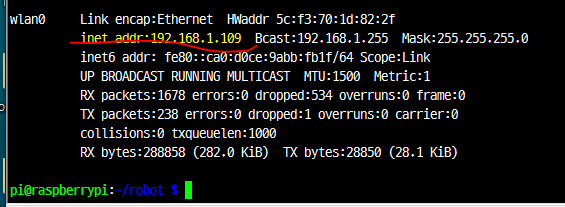 wlan0 Link encap:Ethernet HWaddr 5c:f3:70:1d:82:2f
inet addr:192.168.1.109 Bcast:192.168.1.255 Mask:255.255.255.0
inet6 addr: fe80::ca0:d0ce:9abb:fb1f/64 Scope:Link
UP BROADCAST RUNNING MULTICAST MTU:1500 Metric:1
RX packets:1678 errors:0 dropped:534 overruns:0 frame:0
TX packets:238 errors:0 dropped:1 overruns:0 carrier:0
collisions:0 txqueuelen:1000
RX bytes:288858 (282.0 KiB) TX bytes:28850 (28.1 KiB)
pi@raspberrypi:~/robot $